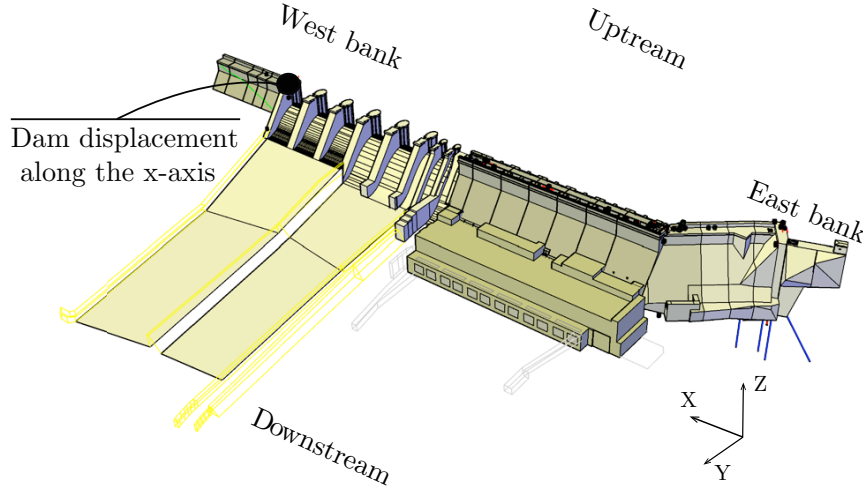 West bank
Uptream
Dam displacement
along the x-axis
East bank
Z
X
Y
Downstream